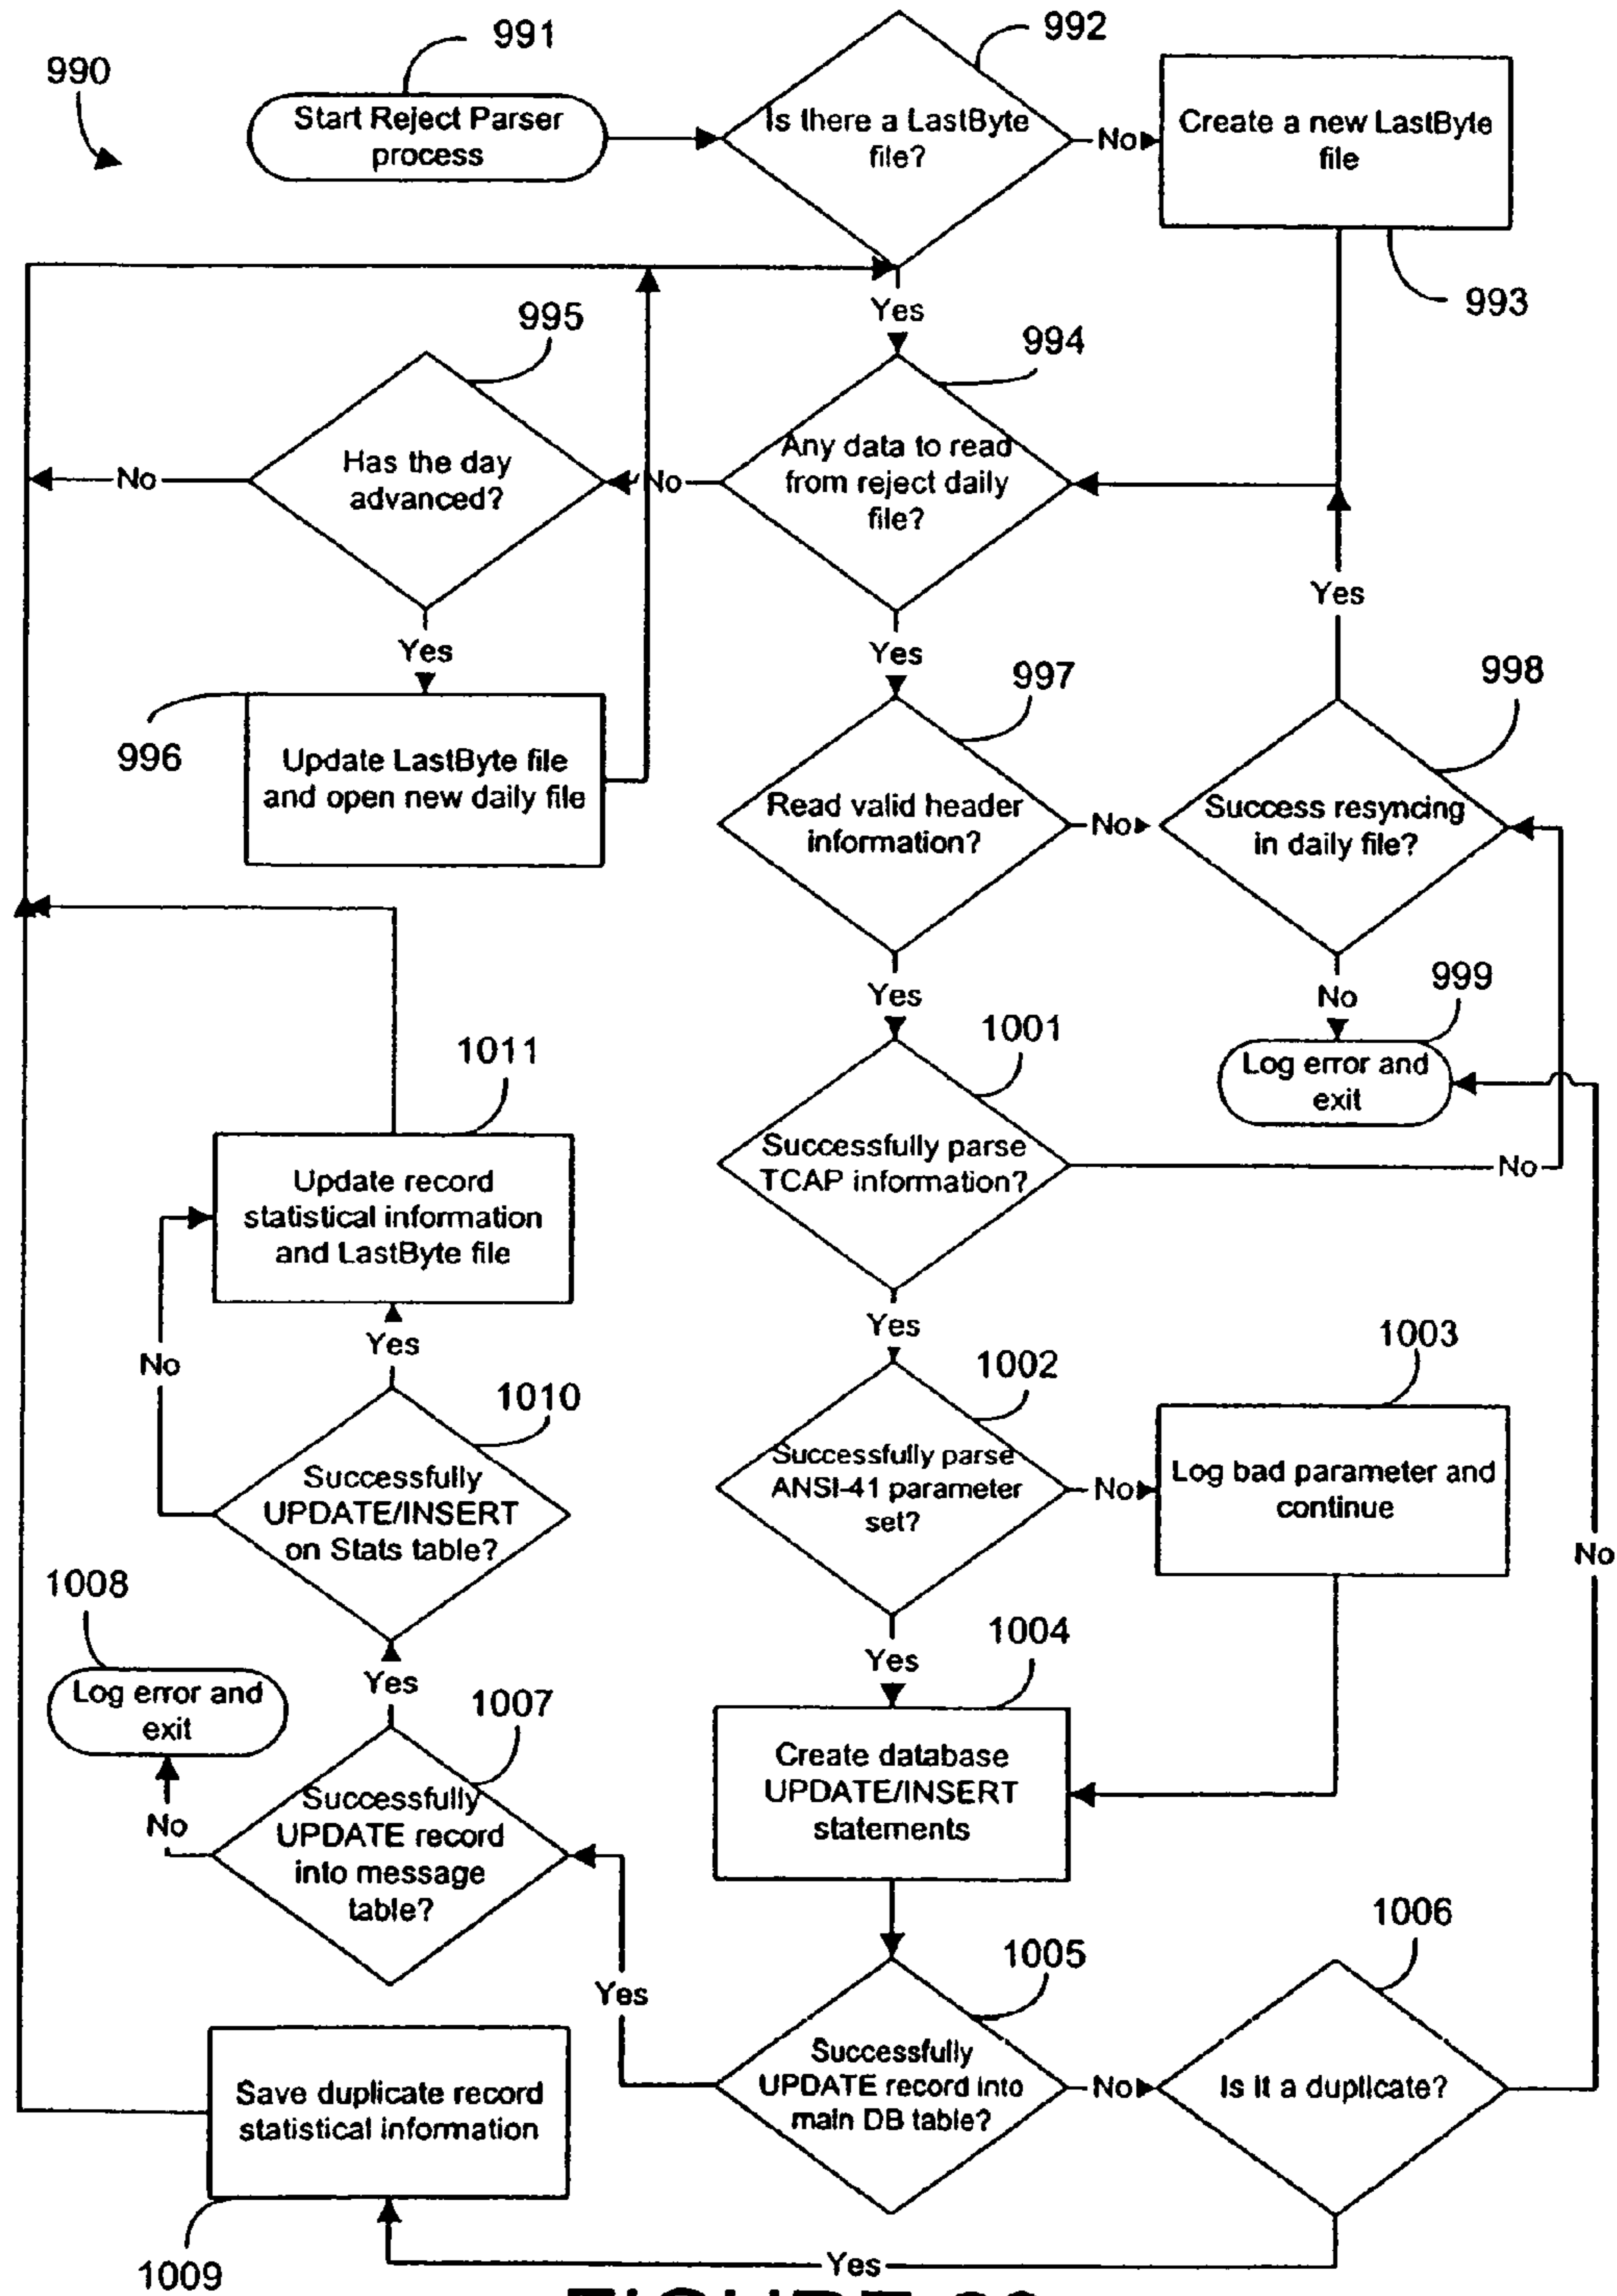 990
991
Start Reject Parser
process
992
Is there a LastByte
file?
No
Create a new LastByte
file
993
Yes
994
Any data to read
from reject daily
file?
No
995
Has the day
advanced?
No
Yes
996
Update LastByte file
and open new daily file
Yes
997
Read valid header
information?
No
998
Success resyncing
in daily file?
Yes
No
999
Log error and
exit
Yes
1001
Successfully parse
TCAP information?
No
Yes
1002
Successfully parse
ANSI-41 parameter
set?
No
1003
Log bad parameter and
continue
Yes
1004
Create database
UPDATE/INSERT
statements
1005
Successfully
UPDATE record into
main DB table?
No
1006
Is it a duplicate?
No
Yes
Yes
1007
Successfully
UPDATE record
into message
table?
No
1008
Log error and
exit
Yes
1010
Successfully
UPDATE/INSERT
on Stats table?
No
Yes
1011
Update record
statistical information
and LastByte file
Save duplicate record
statistical information
1009